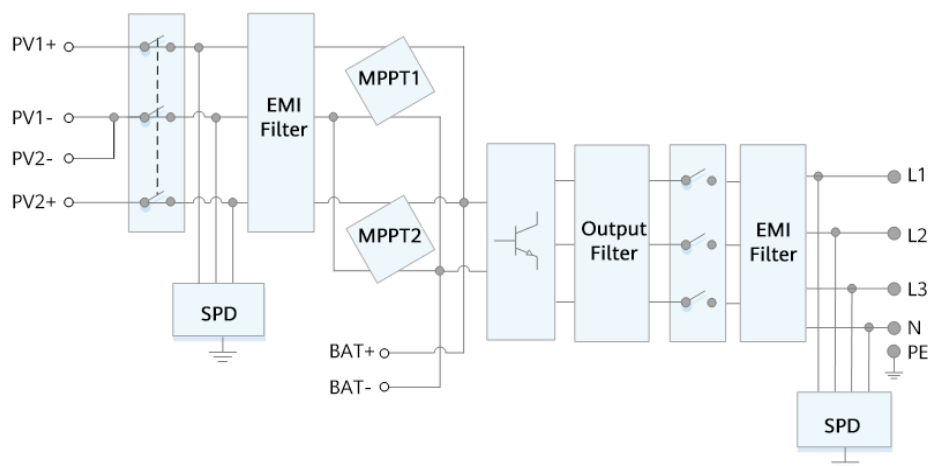 PV1+
PV1-
PV2-
PV2+
EMI
Filter
MPPT1
MPPT2
SPD
BAT+
BAT-
Output
Filter
EMI
Filter
L1
L2
L3
N
PE
SPD